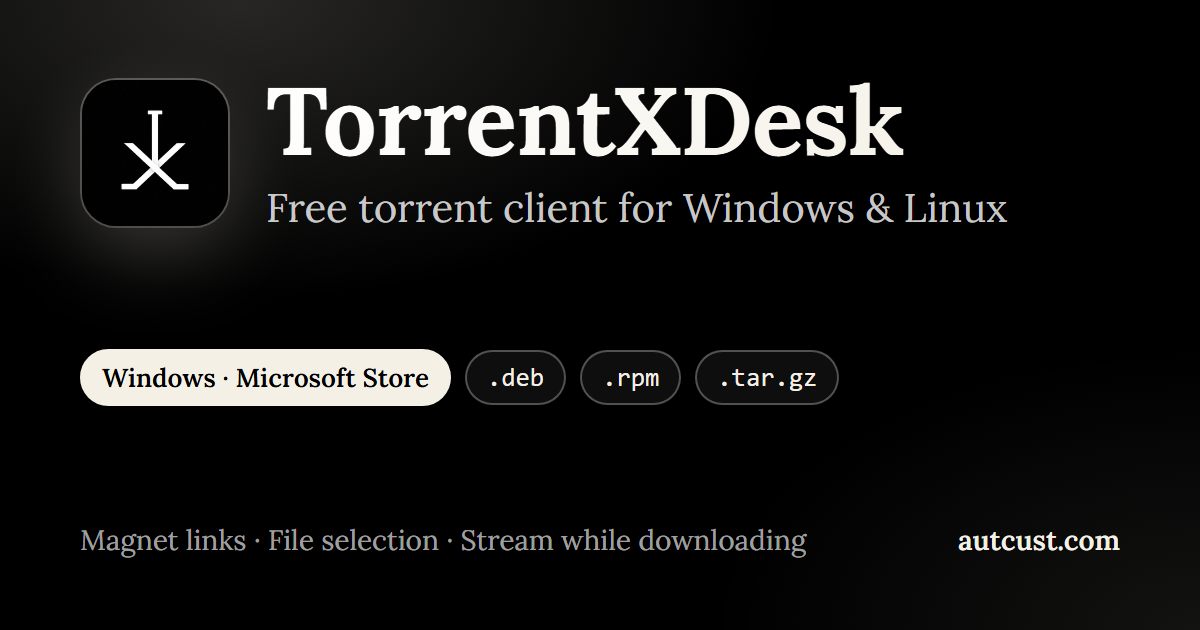 TorrentXDesk
Free torrent client for Windows & Linux
Windows · Microsoft Store
.deb
.rpm
.tar.gz
Magnet links · File selection · Stream while downloading
autcust.com